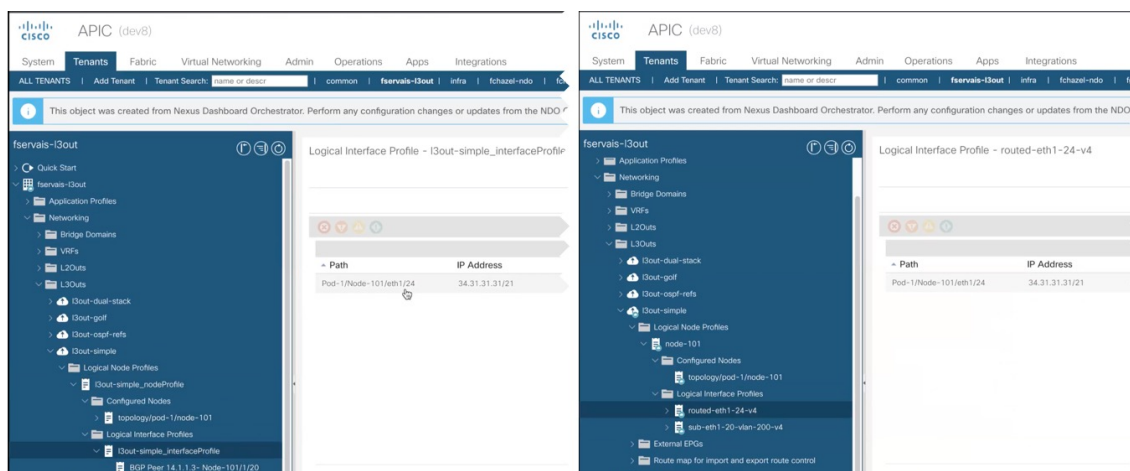 CISCO
APIC (dev8)
System Tenants Fabric Virtual Networking Admin Operations Apps Integrations
ALL TENANTS | Add Tenant | Tenant Search: name or descr | common | fservais-l3out | infra | fchazel-ndo |
This object was created from Nexus Dashboard Orchestrator. Perform any configuration changes or updates from the NDO
fservais-l3out
Quick Start
fservais-l3out
Application Profiles
Networking
Bridge Domains
VRFs
L2Outs
L3Outs
l3out-dual-stack
l3out-golf
l3out-ospf-refs
l3out-simple
Logical Node Profiles
l3out-simple_nodeProfile
Configured Nodes
topology/pod-1/node-101
Logical Interface Profiles
l3out-simple_interfaceProfile
BGP Peer 14.1.1.3- Node-101/1/20
Logical Interface Profile - l3out-simple_interfaceProfile
Path IP Address
Pod-1/Node-101/eth1/24 34.31.31.31/21
CISCO
APIC (dev8)
System Tenants Fabric Virtual Networking Admin Operations Apps Integrations
ALL TENANTS | Add Tenant | Tenant Search: name or descr | common | fservais-l3out | infra | fchazel-ndo |
This object was created from Nexus Dashboard Orchestrator. Perform any configuration changes or updates from the NDO
fservais-l3out
Application Profiles
Networking
Bridge Domains
VRFs
L2Outs
L3Outs
l3out-dual-stack
l3out-golf
l3out-ospf-refs
l3out-simple
Logical Node Profiles
node-101
Configured Nodes
topology/pod-1/node-101
Logical Interface Profiles
routed-eth1-24-v4
sub-eth1-20-vlan-200-v4
External EPGs
Route map for import and export route control
Logical Interface Profile - routed-eth1-24-v4
Path IP Address
Pod-1/Node-101/eth1/24 34.31.31.31/21